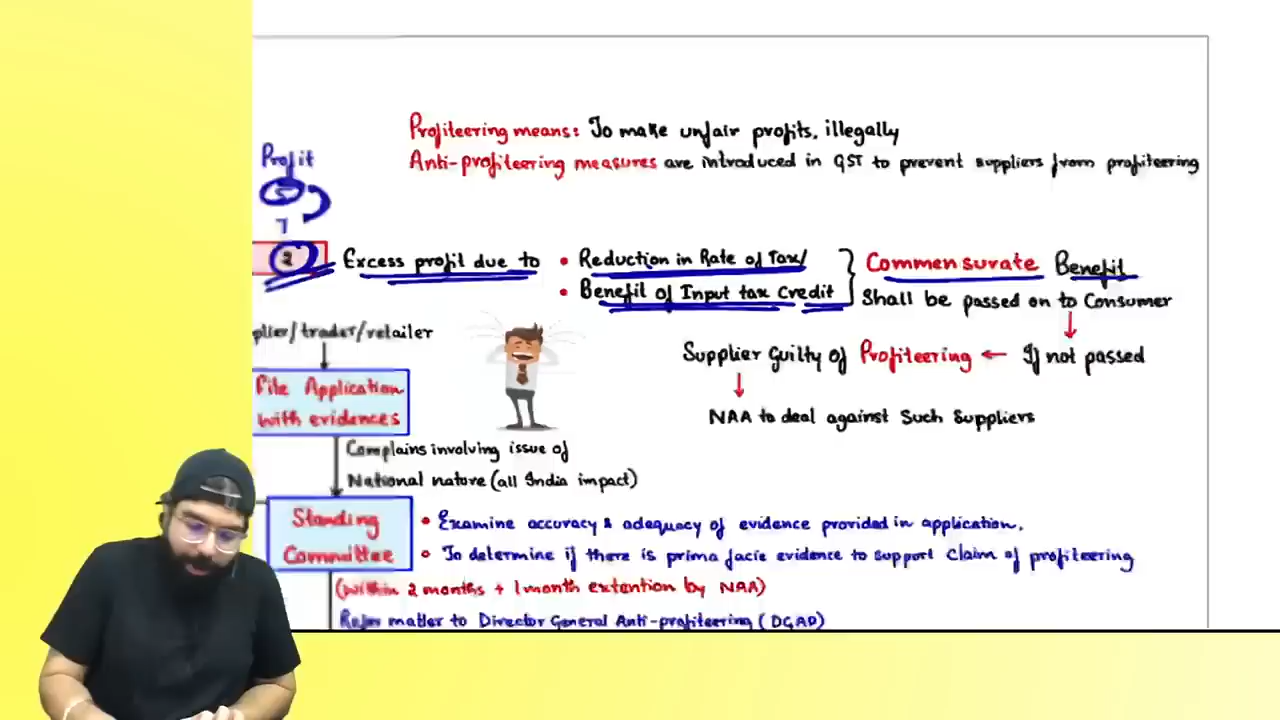 Profiteering means: To make unfair profits, illegally
Anti-profiteering measures are introduced in GST to prevent suppliers from profiteering
Profit
5
7
2
Excess profit due to
• Reduction in Rate of Tax/
• Benefit of Input tax Credit
Commensurate Benefit
Shall be passed on to Consumer
plier/trader/retailer
Supplier Guilty of Profiteering ← If not passed
File Application
with evidences
NAA to deal against Such Suppliers
Complains involving issue of
National nature (all India impact)
Standing
Committee
• Examine accuracy & adequacy of evidence provided in application.
• To determine if there is prima facie evidence to support claim of profiteering
(within 2 months + 1 month extention by NAA)
Refer matter to Director General Anti-profiteering (DGAP)